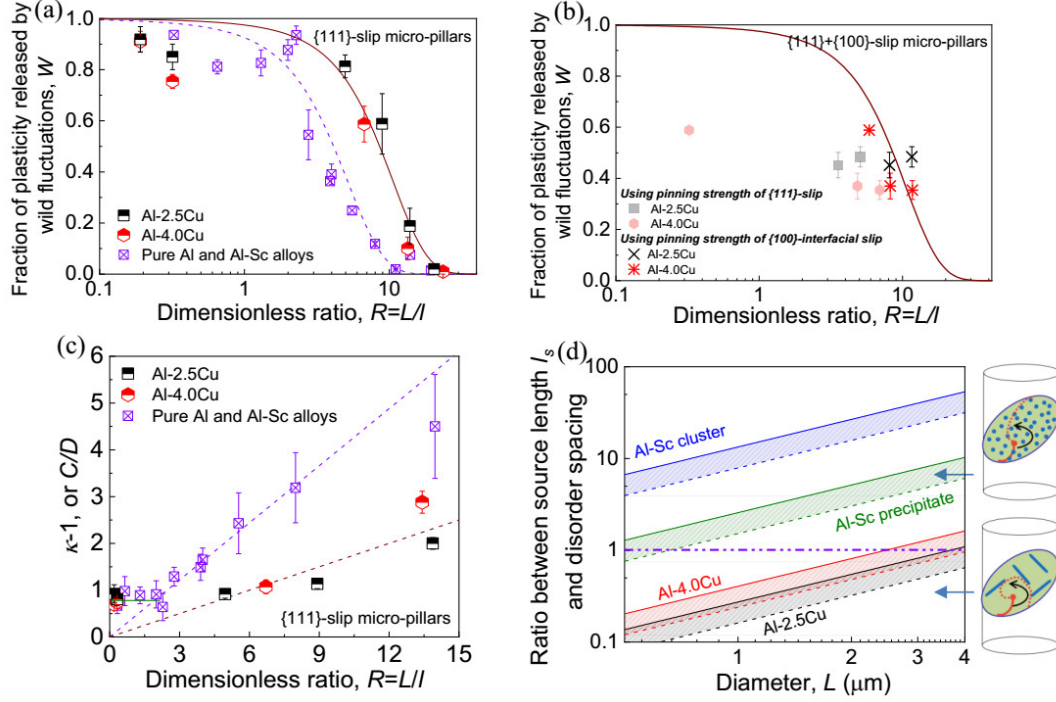 (a)
Fraction of plasticity released by
wild fluctuations, W
1.0
0.8
0.6
0.4
0.2
0.0
{111}-slip micro-pillars
Al-2.5Cu
Al-4.0Cu
Pure Al and Al-Sc alloys
0.1
1
10
Dimensionless ratio, R=L/l
(b)
Fraction of plasticity released by
wild fluctuations, W
1.0
0.8
0.6
0.4
0.2
0.0
{111}+{100}-slip micro-pillars
Using pinning strength of {111}-slip
Al-2.5Cu
Al-4.0Cu
Using pinning strength of {100}-interfacial slip
Al-2.5Cu
Al-4.0Cu
0.1
1
10
Dimensionless ratio, R=L/l
(c)
κ-1, or C/D
6
5
4
3
2
1
0
Al-2.5Cu
Al-4.0Cu
Pure Al and Al-Sc alloys
{111}-slip micro-pillars
0
3
6
9
12
15
Dimensionless ratio, R=L/l
(d)
Ratio between source length ls
and disorder spacing
100
10
1
0.1
Al-Sc cluster
Al-Sc precipitate
Al-4.0Cu
Al-2.5Cu
1
2
3
4
Diameter, L (μm)